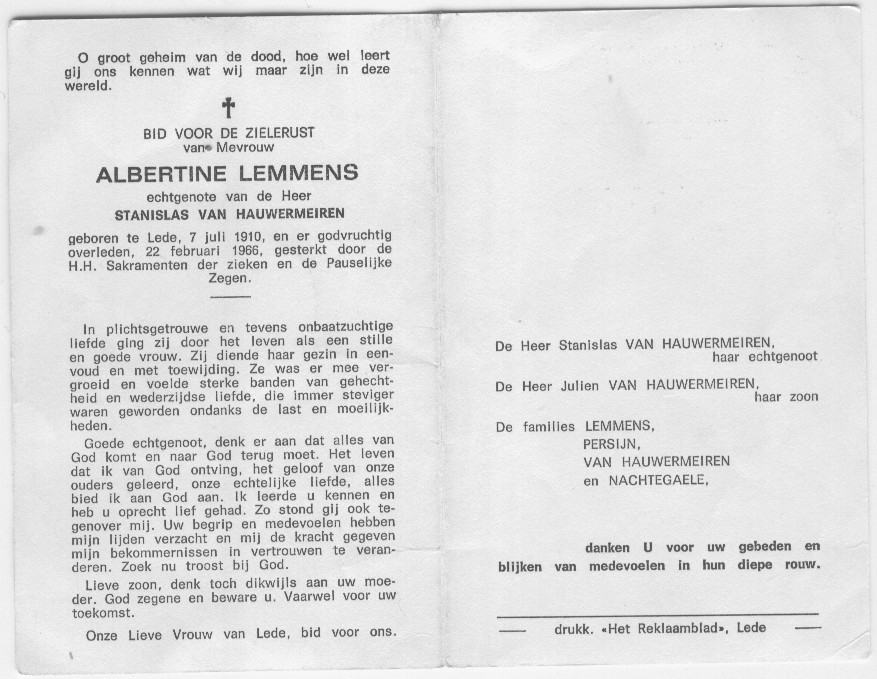 O groot geheim van de dood, hoe wel leert
gij ons kennen wat wij maar zijn in deze
wereld.
BID VOOR DE ZIELERUST
van Mevrouw
ALBERTINE LEMMENS
echtgenote van de Heer
STANISLAS VAN HAUWERMEIREN
geboren te Lede, 7 juli 1910, en er godvruchtig
overleden, 22 februari 1966, gesterkt door de
H.H. Sakramenten der zieken en de Pauselijke
Zegen.
In plichtsgetrouwe en tevens onbaatzuchtige
liefde ging zij door het leven als een stille
en goede vrouw. Zij diende haar gezin in een-
voud en met toewijding. Ze was er mee ver-
groeid en voelde sterke banden van gehecht-
heid en wederzijdse liefde, die immer steviger
waren geworden ondanks de last en moeilijk-
heden.
Goede echtgenoot, denk er aan dat alles van
God komt en naar God terug moet. Het leven
dat ik van God ontving, het geloof van onze
ouders geleerd, onze echtelijke liefde, alles
bied ik aan God aan. Ik leerde u kennen en
heb u oprecht lief gehad. Zo stond gij ook te-
genover mij. Uw begrip en medevoelen hebben
mijn lijden verzacht en mij de kracht gegeven
mijn bekommernissen in vertrouwen te veran-
deren. Zoek nu troost bij God.
Lieve zoon, denk toch dikwijls aan uw moe-
der. God zegene en beware u. Vaarwel voor uw
toekomst.
Onze Lieve Vrouw van Lede, bid voor ons.
De Heer Stanislas VAN HAUWERMEIREN,
haar echtgenoot
De Heer Julien VAN HAUWERMEIREN,
haar zoon
De families LEMMENS,
PERSIJN,
VAN HAUWERMEIREN
en NACHTEGAELE,
danken U voor uw gebeden en
blijken van medevoelen in hun diepe rouw.
drukk. «Het Reklaamblad», Lede